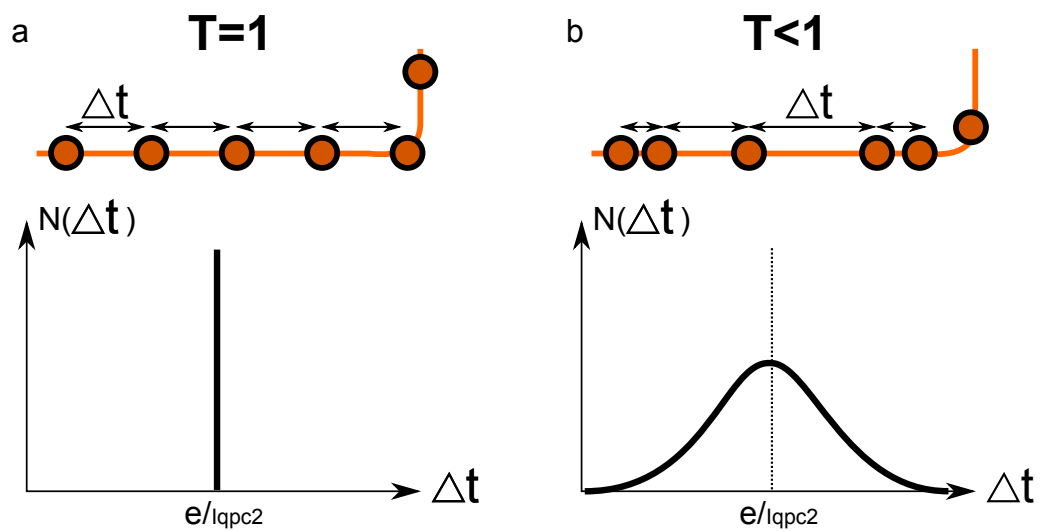 a
T=1
△t
N(△t)
△t
e/Iqpc2
b
T<1
△t
N(△t)
△t
e/Iqpc2